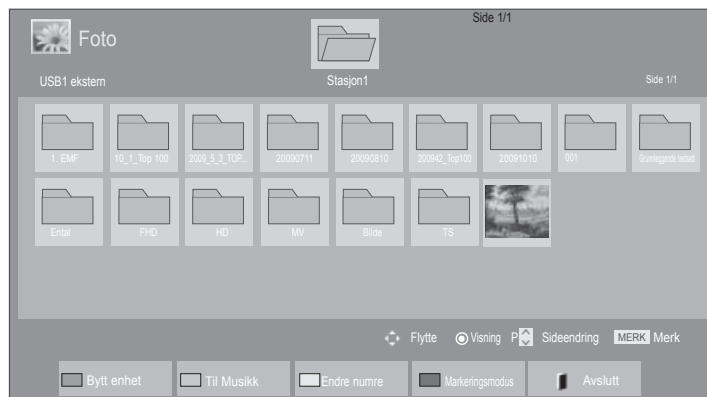 Side 1/1
Foto
USB1 ekstern
Stasjon1
Side 1/1
1. EMF
10_1_Top 100
2009_5_3_TOP...
20090711
20090810
200942_Top100
20091010
001
Grunnleggende testsett
Ental
FHD
HD
MV
Bilde
TS
Flytte Visning P Sideendring MERK Merk
Bytt enhet Til Musikk Endre numre Markeringsmodus Avslutt